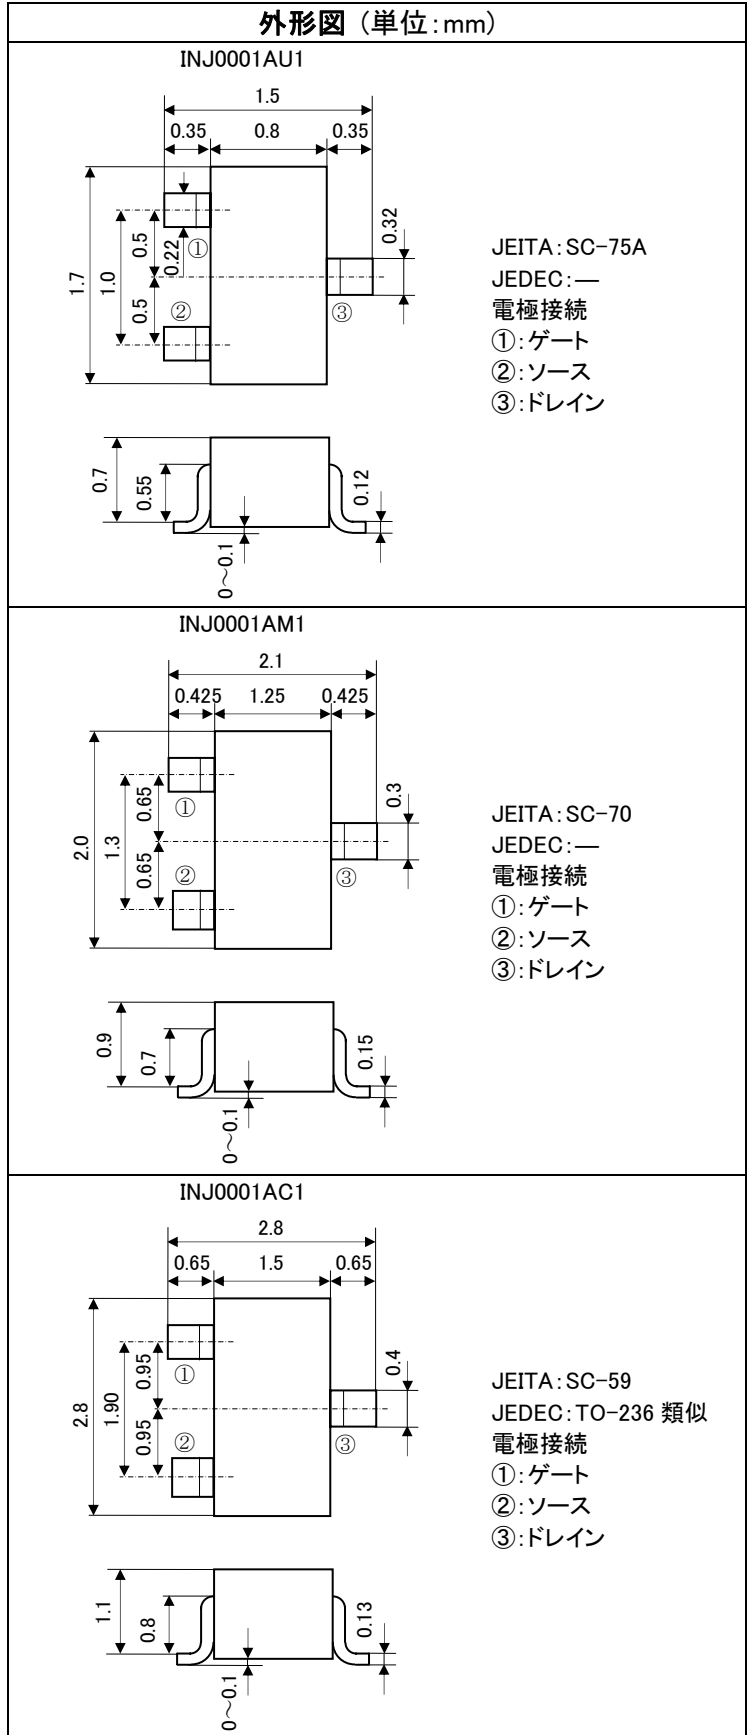 外形図（単位：mm）
INJ0001AU1
1.5
0.35 0.8 0.35
1.7
1.0
0.5
0.5
0.22
①
②
③
0.32
JEITA：SC-75A
JEDEC：―
電極接続
①：ゲート
②：ソース
③：ドレイン
0.7
0.55
0～0.1
0.12
INJ0001AM1
2.1
0.425 1.25 0.425
2.0
1.3
0.65
0.65
①
②
③
0.3
JEITA：SC-70
JEDEC：―
電極接続
①：ゲート
②：ソース
③：ドレイン
0.9
0.7
0～0.1
0.15
INJ0001AC1
2.8
0.65 1.5 0.65
2.8
1.90
0.95
0.95
①
②
③
0.4
JEITA：SC-59
JEDEC：TO-236 類似
電極接続
①：ゲート
②：ソース
③：ドレイン
1.1
0.8
0～0.1
0.13